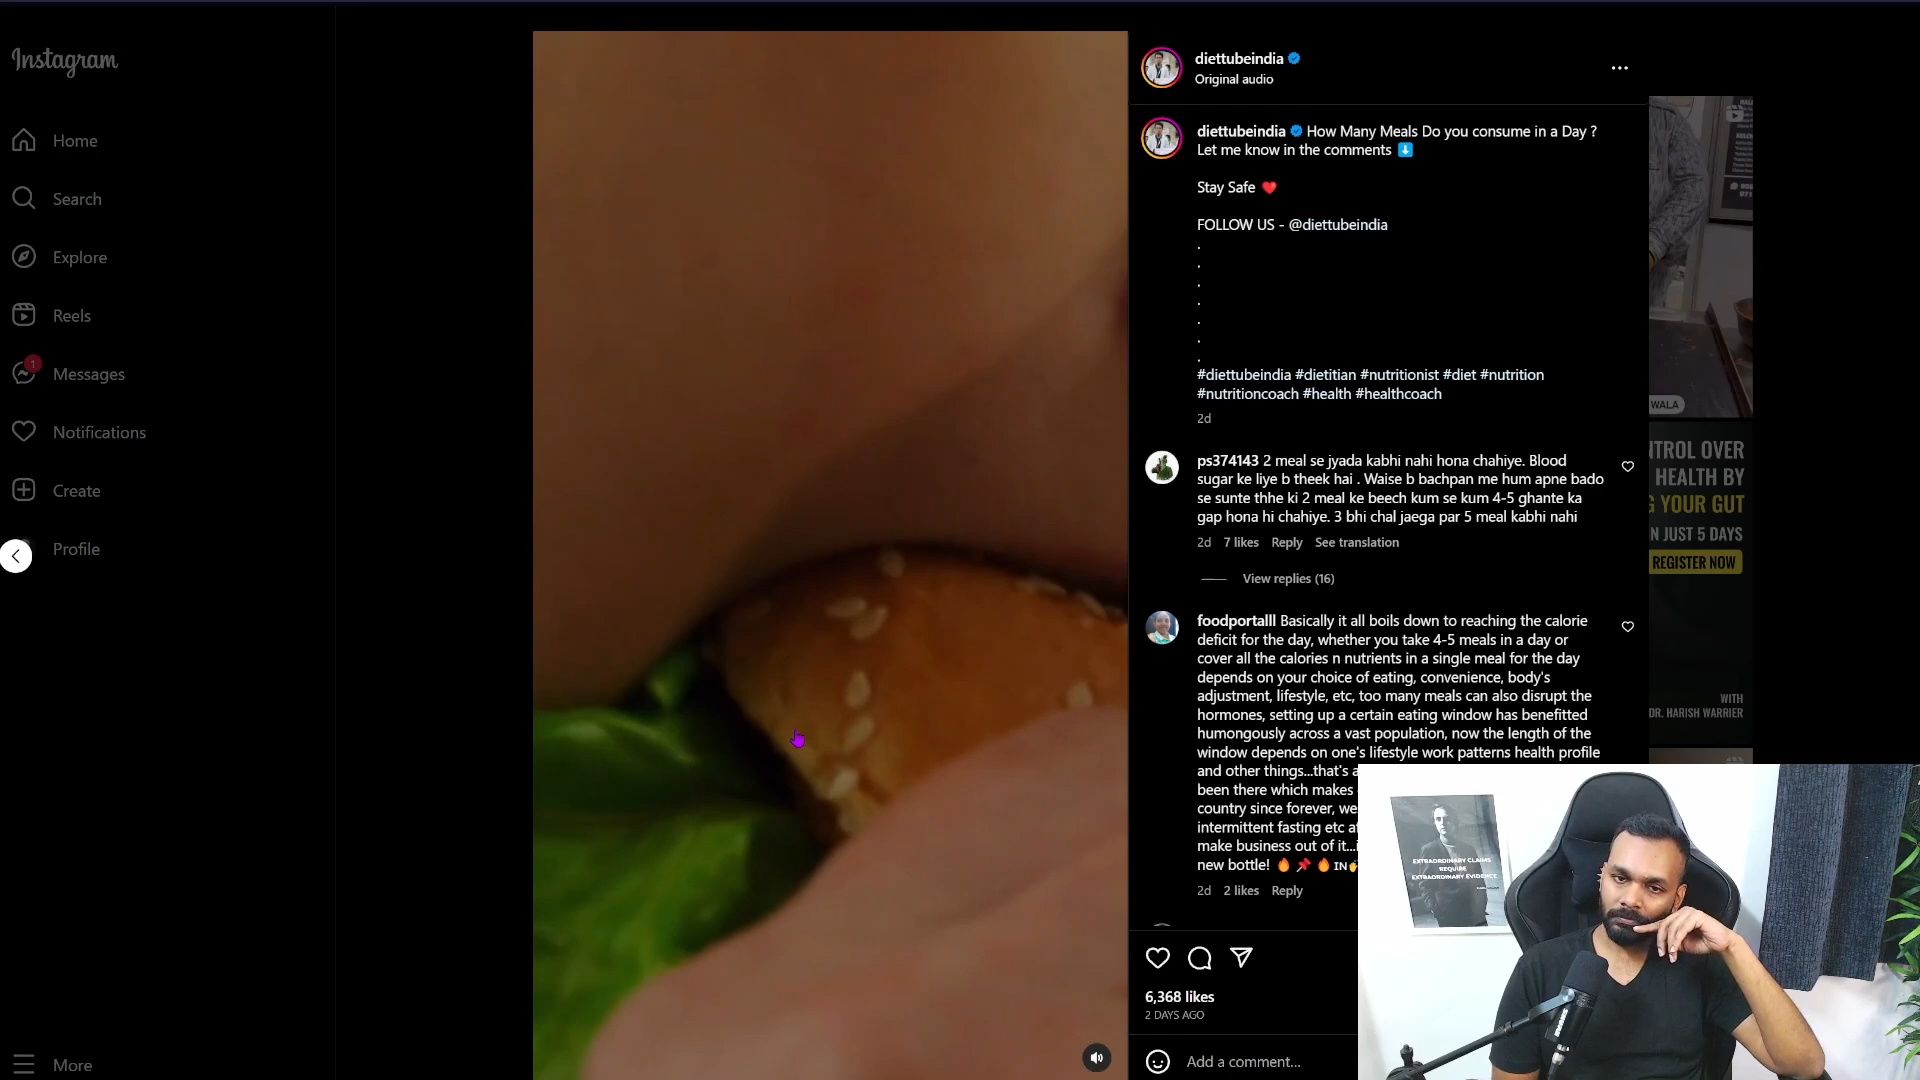 Instagram
Home
Search
Explore
Reels
1
Messages
Notifications
Create
Profile
More
diettubeindia
Original audio
diettubeindia How Many Meals Do you consume in a Day ?
Let me know in the comments ⬇️
Stay Safe ❤️
FOLLOW US - @diettubeindia
.
.
.
.
.
.
.
#diettubeindia #dietitian #nutritionist #diet #nutrition
#nutritioncoach #health #healthcoach
2d
ps374143 2 meal se jyada kabhi nahi hona chahiye. Blood
sugar ke liye b theek hai . Waise b bachpan me hum apne bado
se sunte thhe ki 2 meal ke beech kum se kum 4-5 ghante ka
gap hona hi chahiye. 3 bhi chal jaega par 5 meal kabhi nahi
2d 7 likes Reply See translation
View replies (16)
foodportalll Basically it all boils down to reaching the calorie
deficit for the day, whether you take 4-5 meals in a day or
cover all the calories n nutrients in a single meal for the day
depends on your choice of eating, convenience, body's
adjustment, lifestyle, etc, too many meals can also disrupt the
hormones, setting up a certain eating window has benefitted
humongously across a vast population, now the length of the
window depends on one's lifestyle work patterns health profile
and other things...that's a
been there which makes
country since forever, we
intermittent fasting etc af
make business out of it...i
new bottle! 🔥 📌 🔥 IN
2d 2 likes Reply
6,368 likes
2 DAYS AGO
Add a comment...
WALA
NTROL OVER
HEALTH BY
G YOUR GUT
N JUST 5 DAYS
REGISTER NOW
WITH
DR. HARISH WARRIER
EXTRAORDINARY CLAIMS
REQUIRE
EXTRAORDINARY EVIDENCE